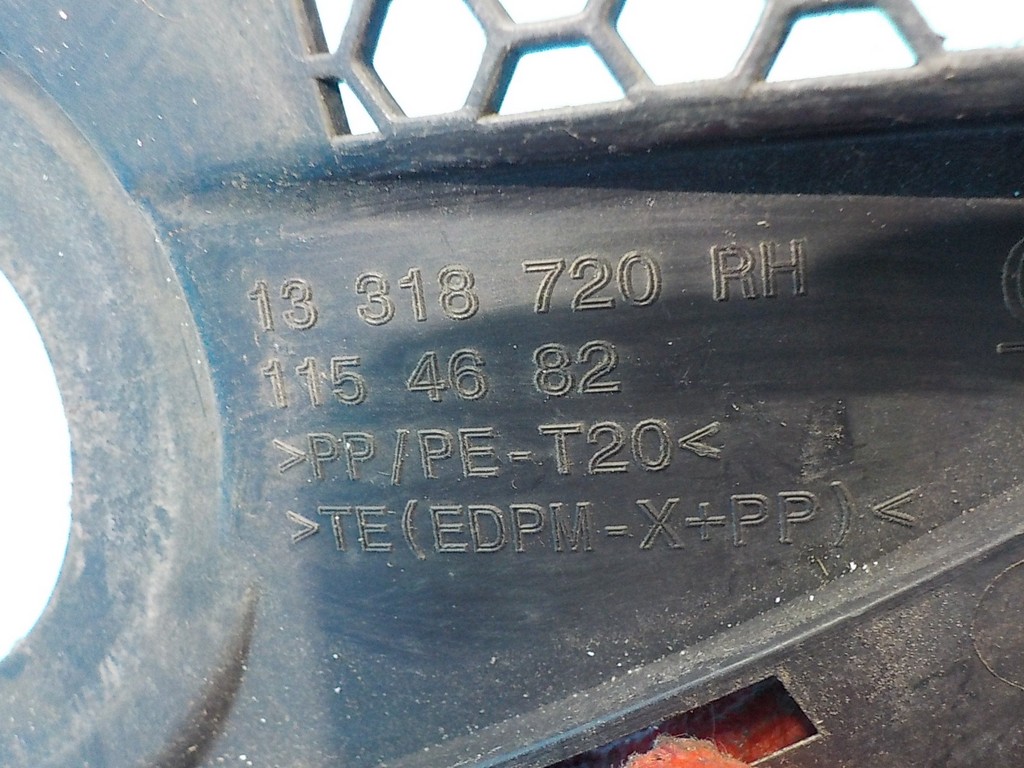 13 318 720 RH
115 46 82
>PP/PE-T20<
>TE(EDPM-X+PP)<